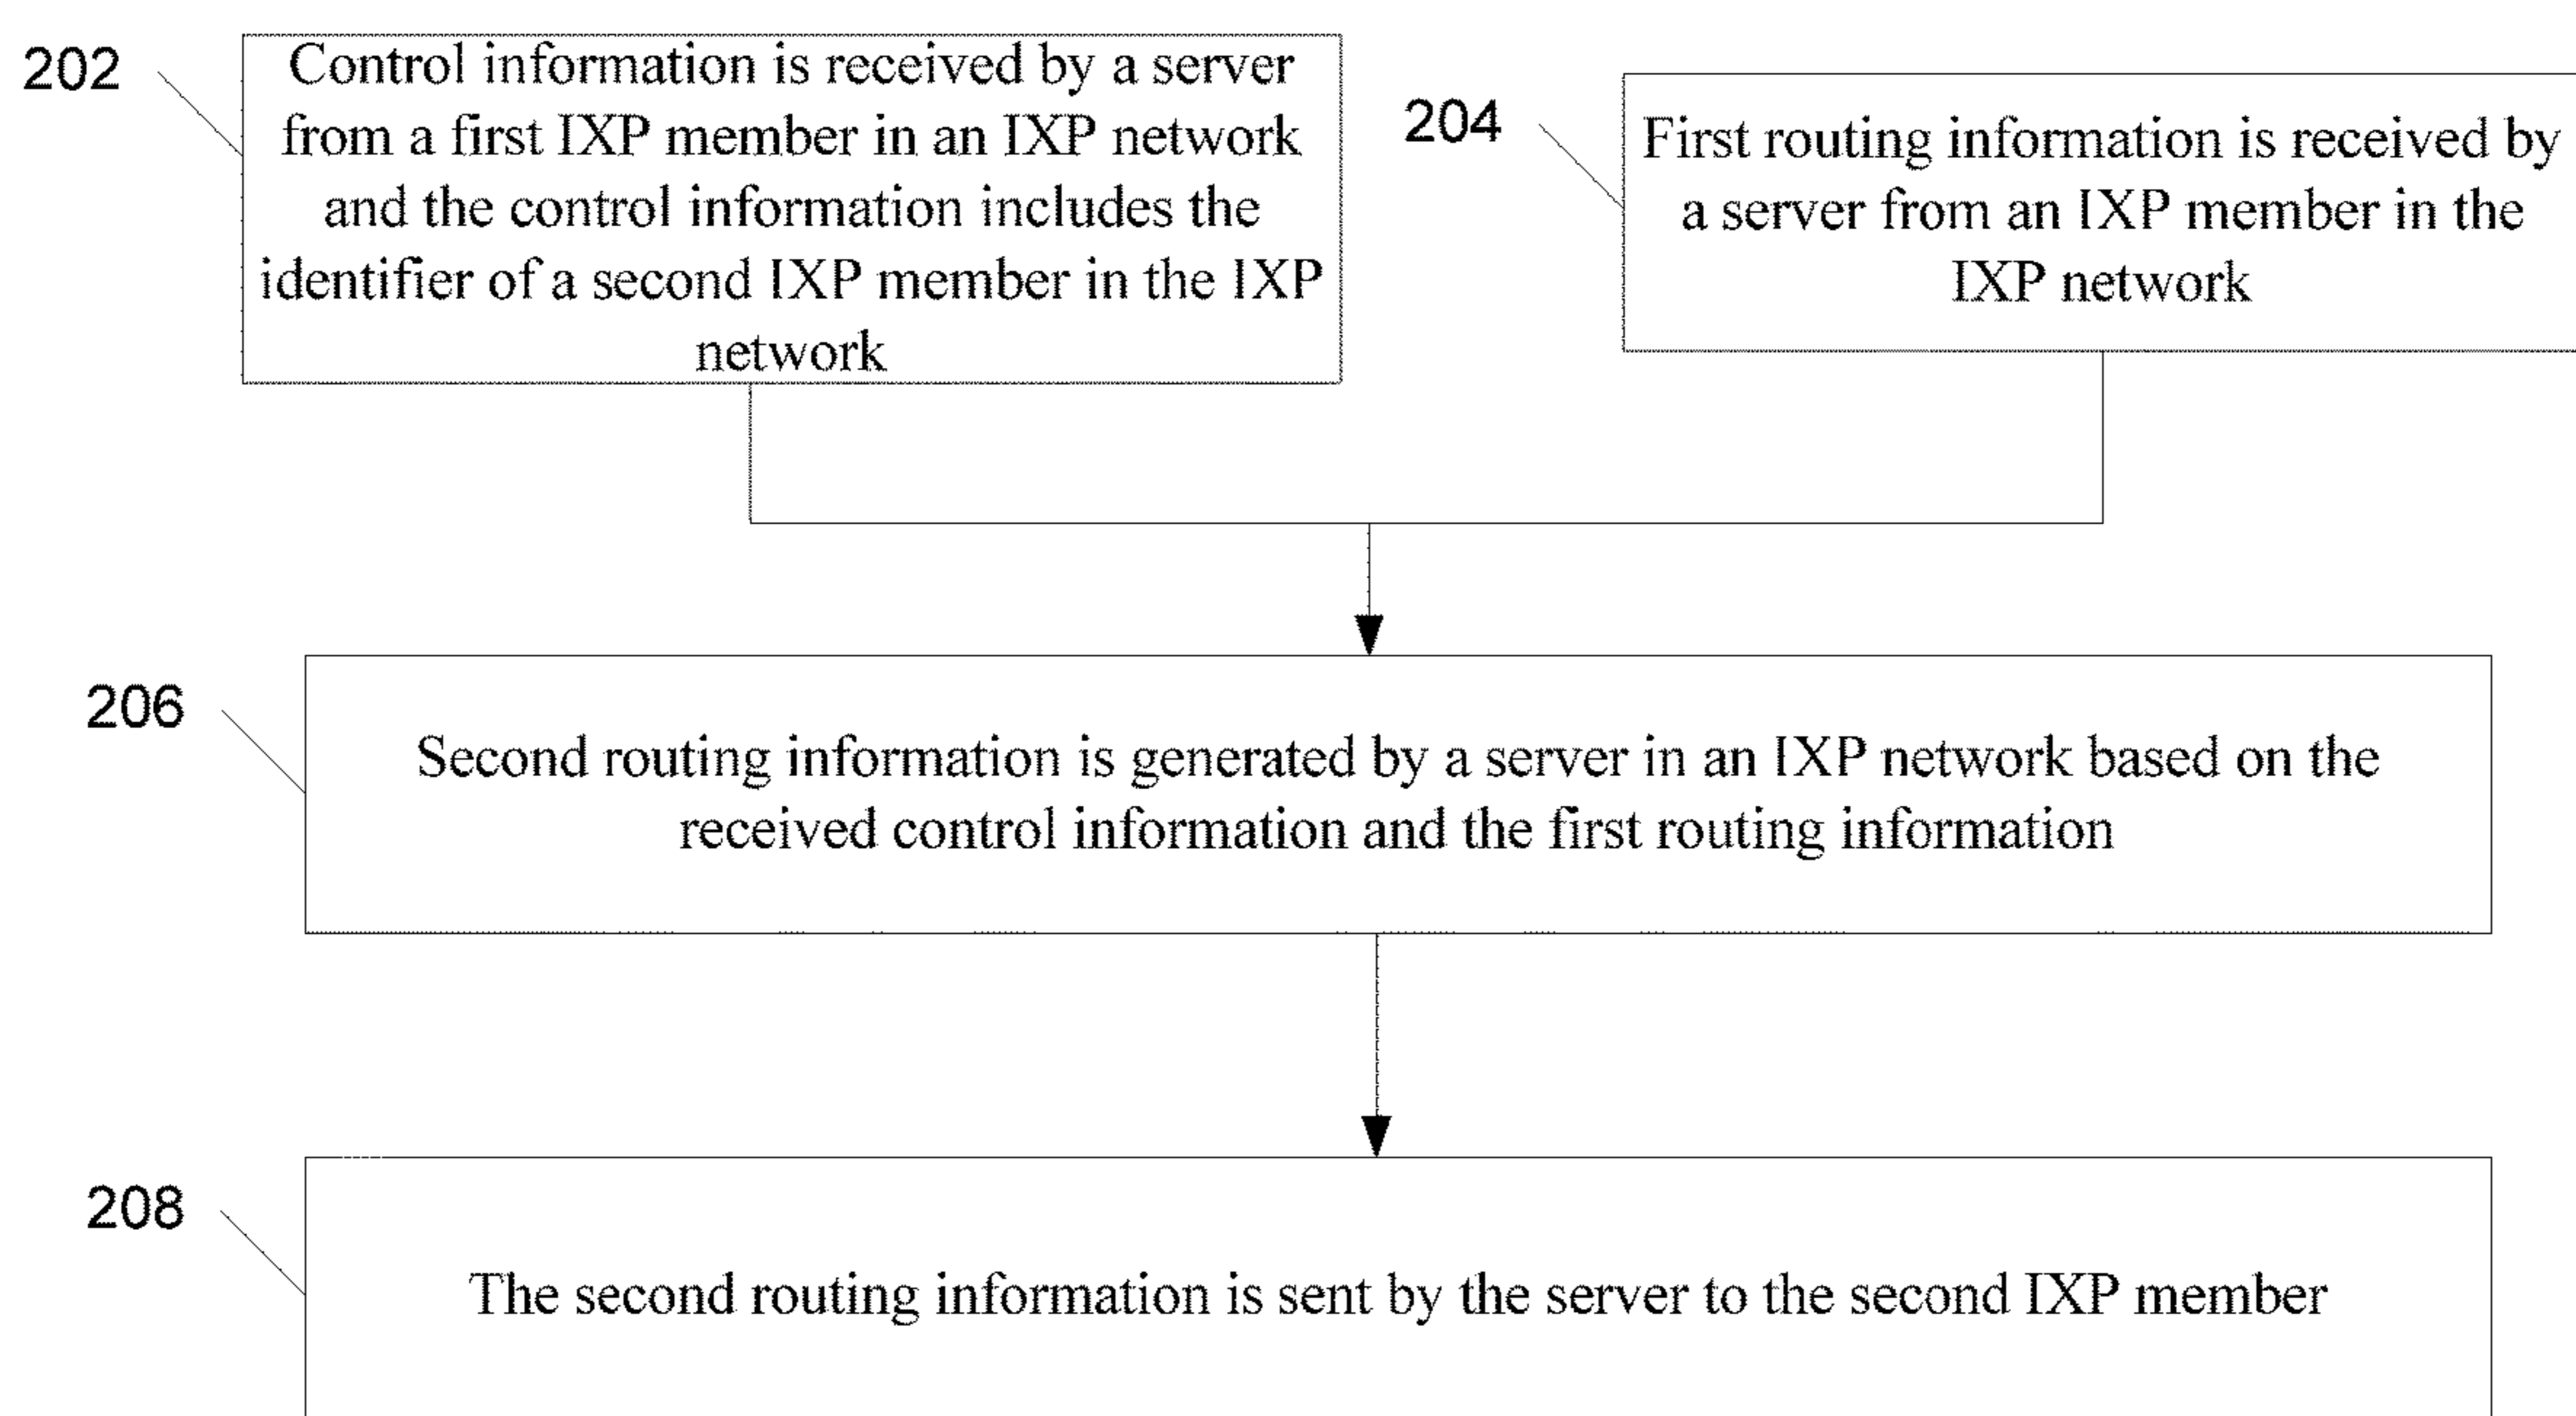 202
Control information is received by a server
from a first IXP member in an IXP network
and the control information includes the
identifier of a second IXP member in the IXP
network
204
First routing information is received by
a server from an IXP member in the
IXP network
206
Second routing information is generated by a server in an IXP network based on the
received control information and the first routing information
208
The second routing information is sent by the server to the second IXP member